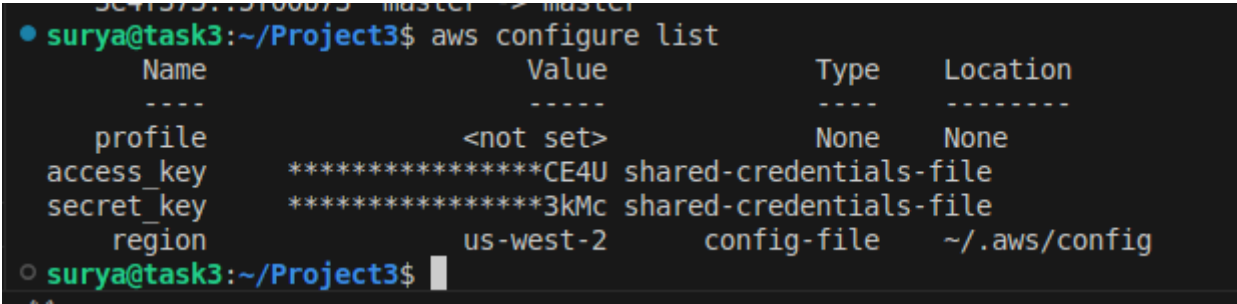 surya@task3:~/Project3$ aws configure list
Name Value Type Location
---- ----- ---- --------
profile <not set> None None
access_key ****************CE4U shared-credentials-file
secret_key ****************3kMc shared-credentials-file
region us-west-2 config-file ~/.aws/config
surya@task3:~/Project3$